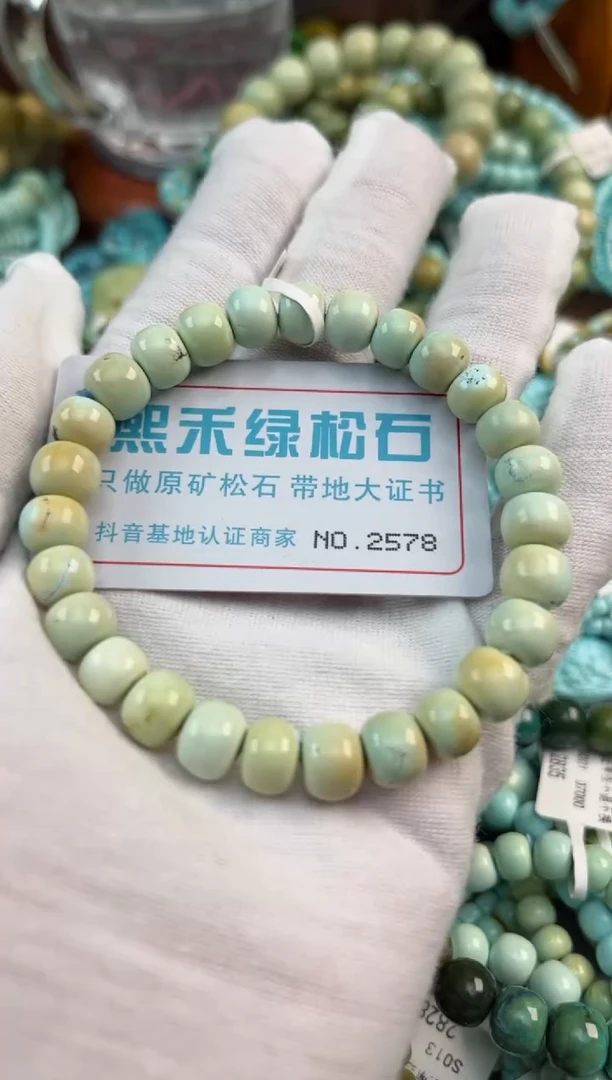 熙禾绿松石
只做原矿松石 带地大证书
抖音基地认证商家 NO.2578
S013